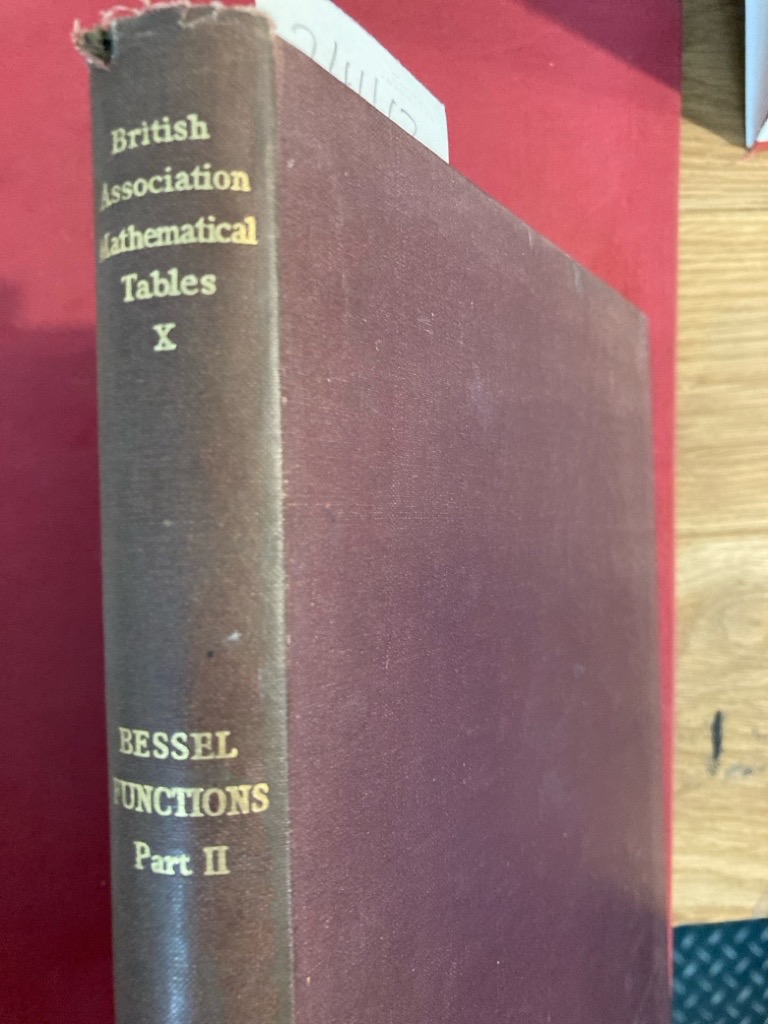 British
Association
Mathematical
Tables
X
BESSEL
FUNCTIONS
Part II